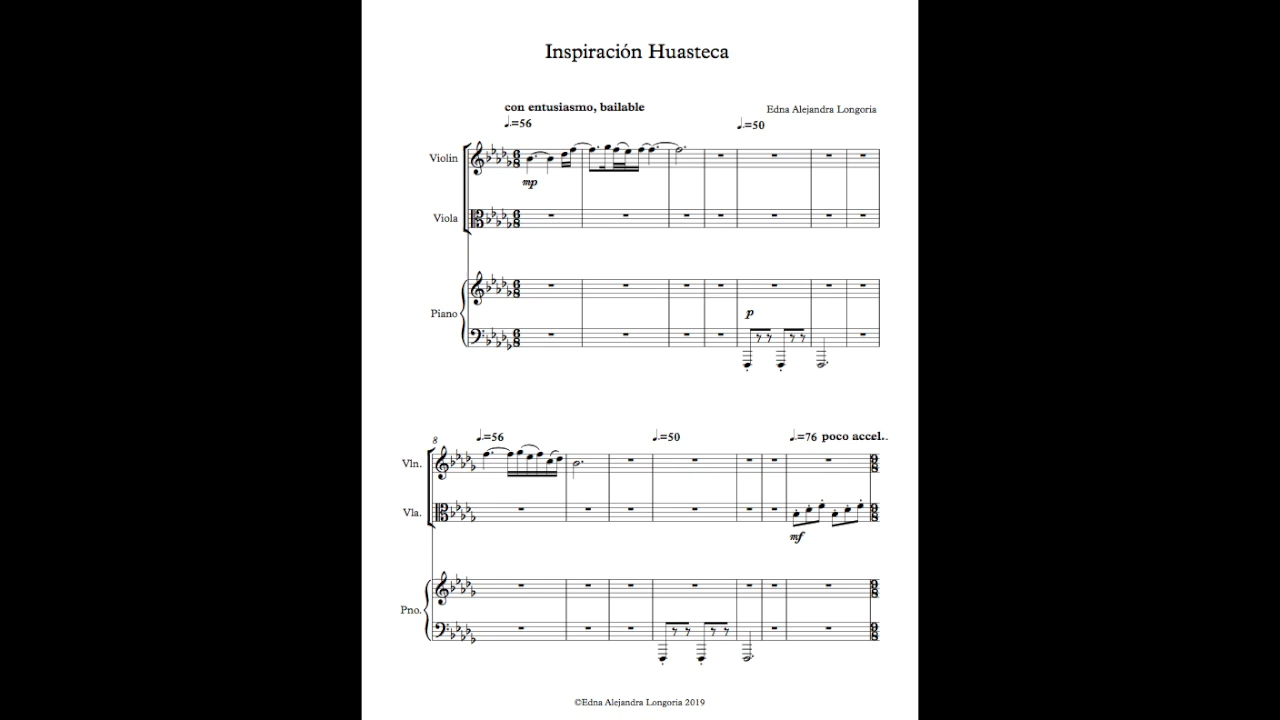 Inspiración Huasteca
con entusiasmo, bailable
Edna Alejandra Longoria
♩.=56
♩.=50
Violin
mp
Viola
Piano
p
8
♩.=56
♩.=50
♩.=76 poco accel..
Vln.
Vla.
mf
Pno.
©Edna Alejandra Longoria 2019